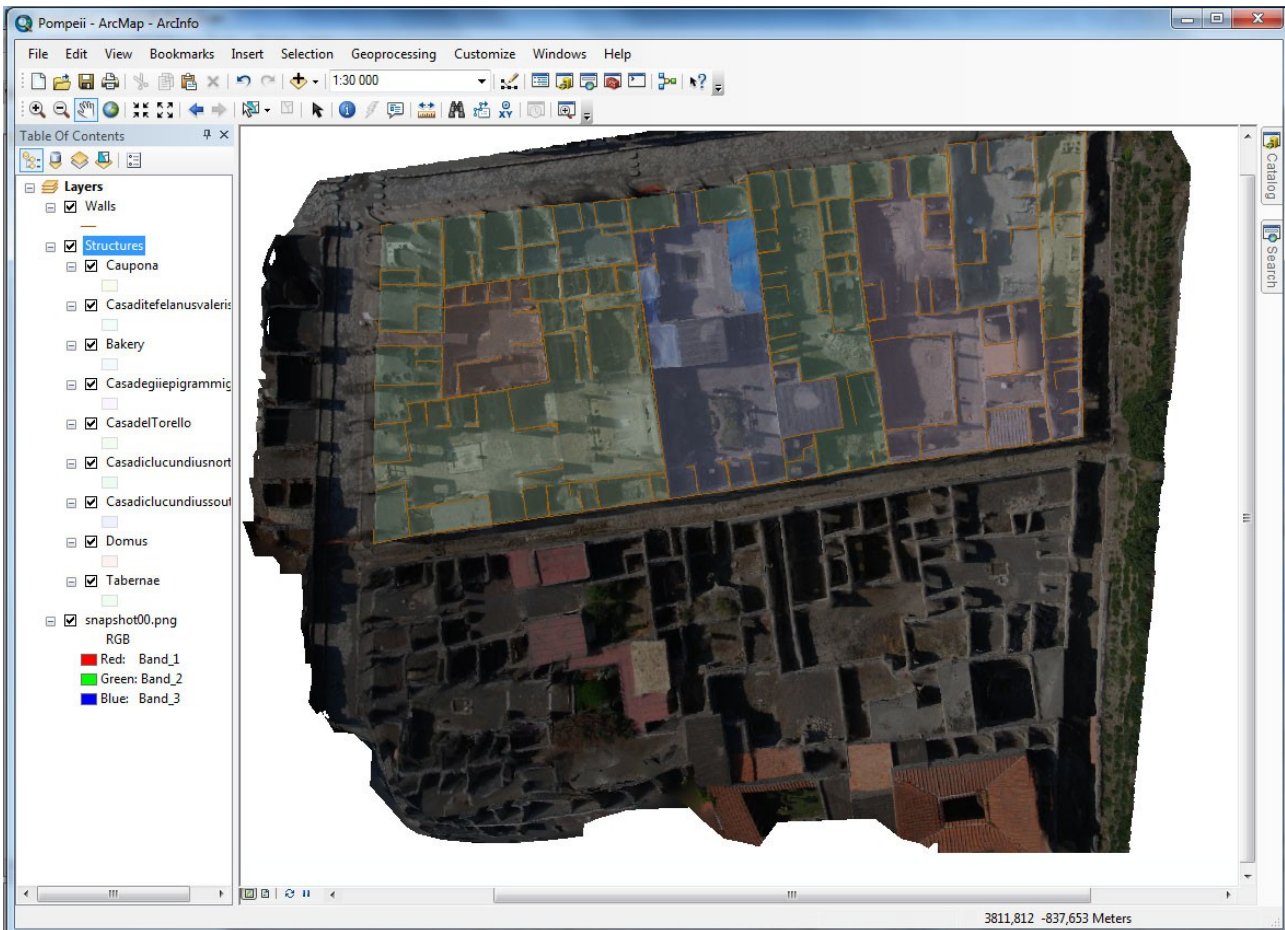 Pompeii - ArcMap - ArcInfo
File Edit View Bookmarks Insert Selection Geoprocessing Customize Windows Help
1:30 000
Table Of Contents
Layers
Walls
Structures
Caupona
Casaditefelanusvaleris
Bakery
Casadegiiepigrammig
CasadelTorello
Casadiclucundiusnort
Casadiclucundiussout
Domus
Tabernae
snapshot00.png
RGB
Red: Band_1
Green: Band_2
Blue: Band_3
Catalog
Search
3811,812 -837,653 Meters